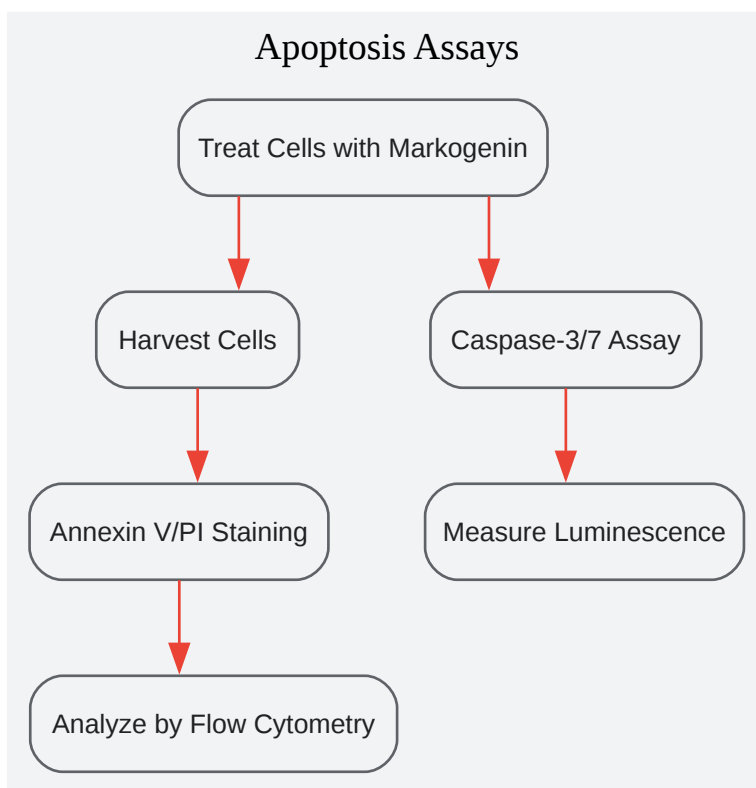 Apoptosis Assays
Treat Cells with Markogenin
Harvest Cells
Caspase-3/7 Assay
Annexin V/PI Staining
Measure Luminescence
Analyze by Flow Cytometry